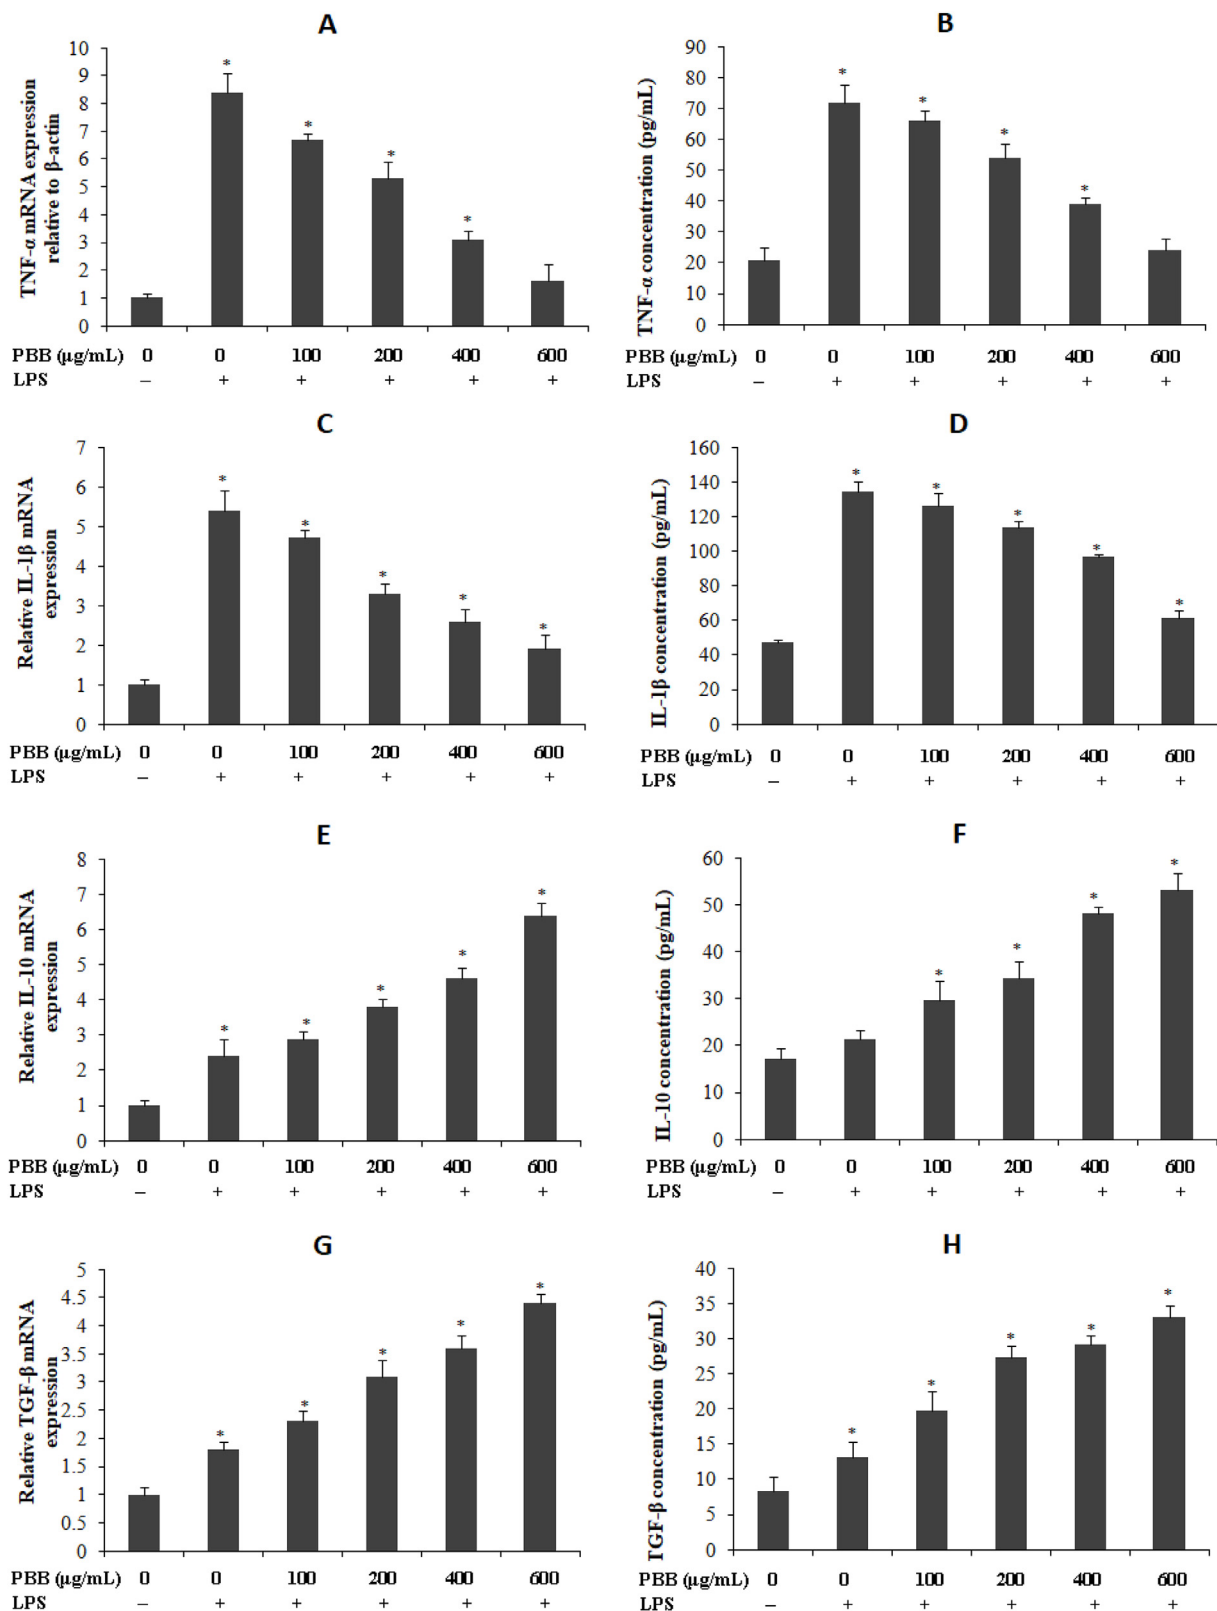 A
TNF-α mRNA expression
relative to β-actin
10
9
8
7
6
5
4
3
2
1
0
* * * *
PBB (µg/mL) 0 0 100 200 400 600
LPS – + + + + +
B
TNF-α concentration (pg/mL)
90
80
70
60
50
40
30
20
10
0
* * * *
PBB (µg/mL) 0 0 100 200 400 600
LPS – + + + + +
C
Relative IL-1β mRNA
expression
7
6
5
4
3
2
1
0
* * * * *
PBB (µg/mL) 0 0 100 200 400 600
LPS – + + + + +
D
IL-1β concentration (pg/mL)
160
140
120
100
80
60
40
20
0
* * * * *
PBB (µg/mL) 0 0 100 200 400 600
LPS – + + + + +
E
Relative IL-10 mRNA
expression
8
7
6
5
4
3
2
1
0
* * * * *
PBB (µg/mL) 0 0 100 200 400 600
LPS – + + + + +
F
IL-10 concentration (pg/mL)
60
50
40
30
20
10
0
* * * *
PBB (µg/mL) 0 0 100 200 400 600
LPS – + + + + +
G
Relative TGF-β mRNA
expression
5
4.5
4
3.5
3
2.5
2
1.5
1
0.5
0
* * * * *
PBB (µg/mL) 0 0 100 200 400 600
LPS – + + + + +
H
TGF-β concentration (pg/mL)
40
35
30
25
20
15
10
5
0
* * * * *
PBB (µg/mL) 0 0 100 200 400 600
LPS – + + + + +